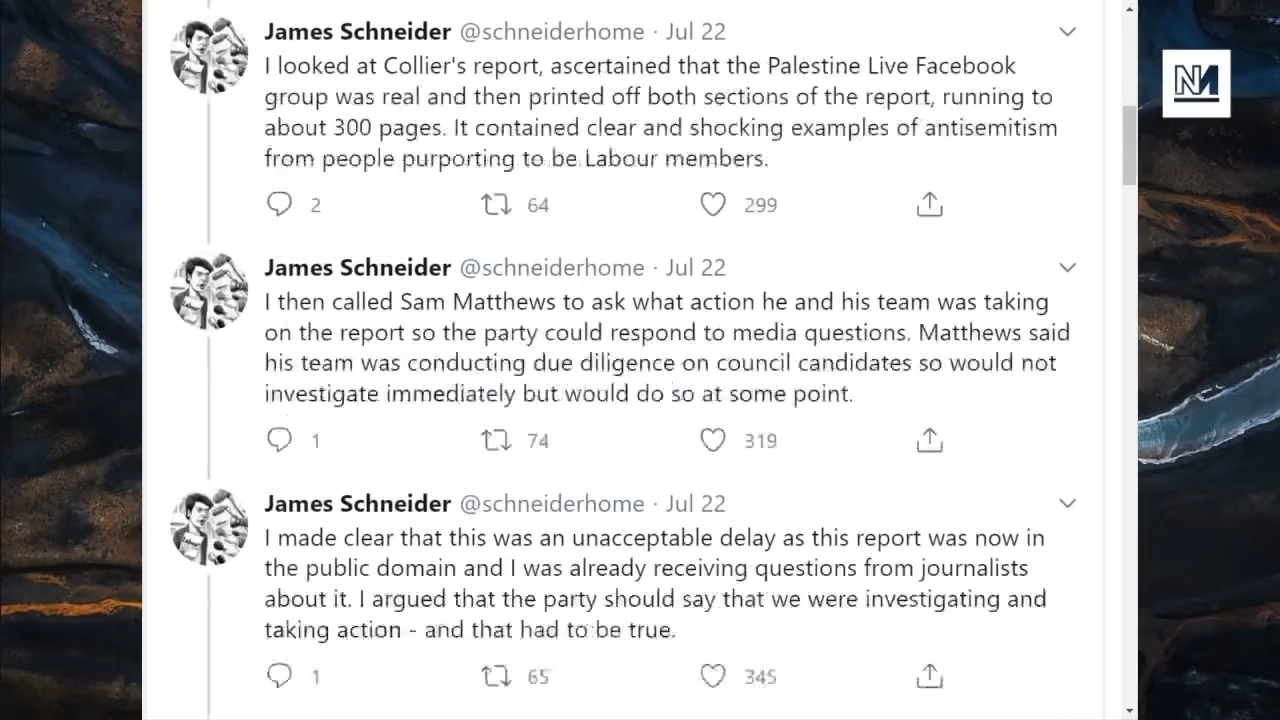 James Schneider @schneiderhome · Jul 22
I looked at Collier's report, ascertained that the Palestine Live Facebook
group was real and then printed off both sections of the report, running to
about 300 pages. It contained clear and shocking examples of antisemitism
from people purporting to be Labour members.
2 64 299
James Schneider @schneiderhome · Jul 22
I then called Sam Matthews to ask what action he and his team was taking
on the report so the party could respond to media questions. Matthews said
his team was conducting due diligence on council candidates so would not
investigate immediately but would do so at some point.
1 74 319
James Schneider @schneiderhome · Jul 22
I made clear that this was an unacceptable delay as this report was now in
the public domain and I was already receiving questions from journalists
about it. I argued that the party should say that we were investigating and
taking action - and that had to be true.
1 65 345
NM